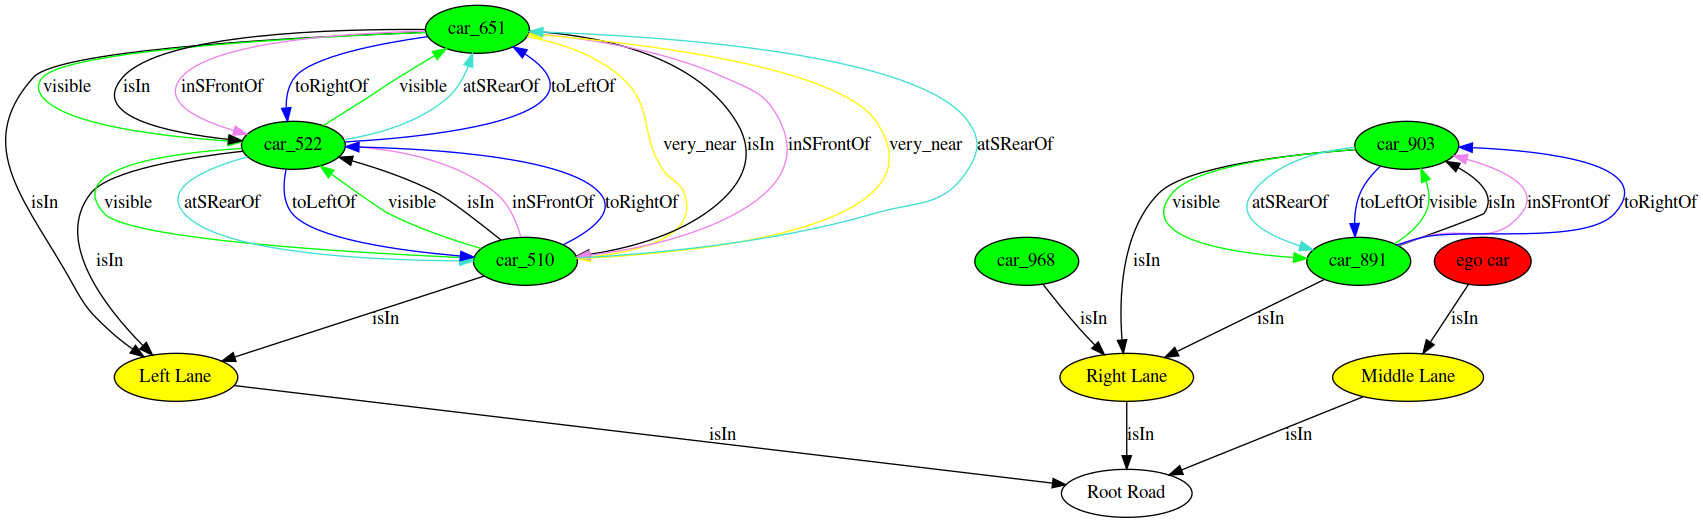 car_651
visible
isIn
inSFrontOf
toRightOf
visible
atSRearOf
toLeftOf
car_522
car_903
very_near
isIn
inSFrontOf
very_near
atSRearOf
isIn
visible
atSRearOf
toLeftOf
visible
isIn
inSFrontOf
toRightOf
visible
atSRearOf
toLeftOf
visible
isIn
inSFrontOf
toRightOf
isIn
isIn
car_510
car_968
car_891
ego car
isIn
isIn
isIn
isIn
Left Lane
Right Lane
Middle Lane
isIn
isIn
isIn
Root Road